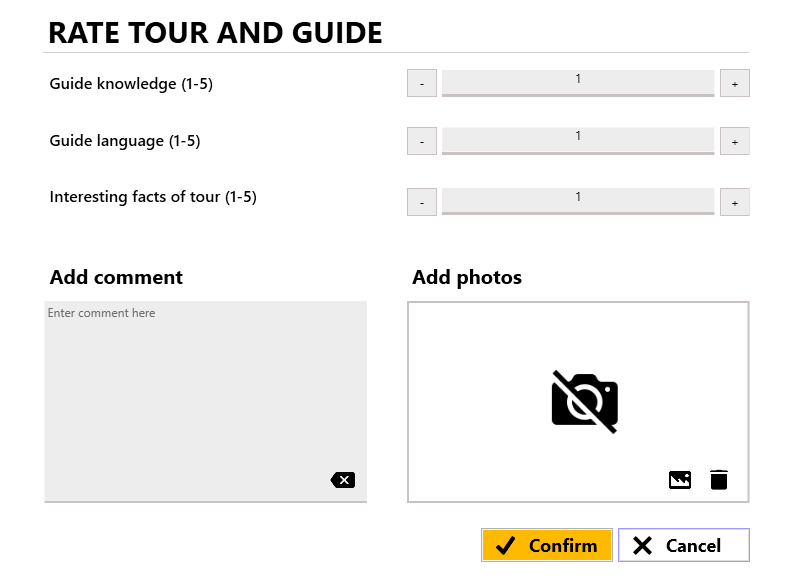 RATE TOUR AND GUIDE
Guide knowledge (1-5)
- 1 +
Guide language (1-5)
- 1 +
Interesting facts of tour (1-5)
- 1 +
Add comment
Add photos
Enter comment here
Confirm
Cancel